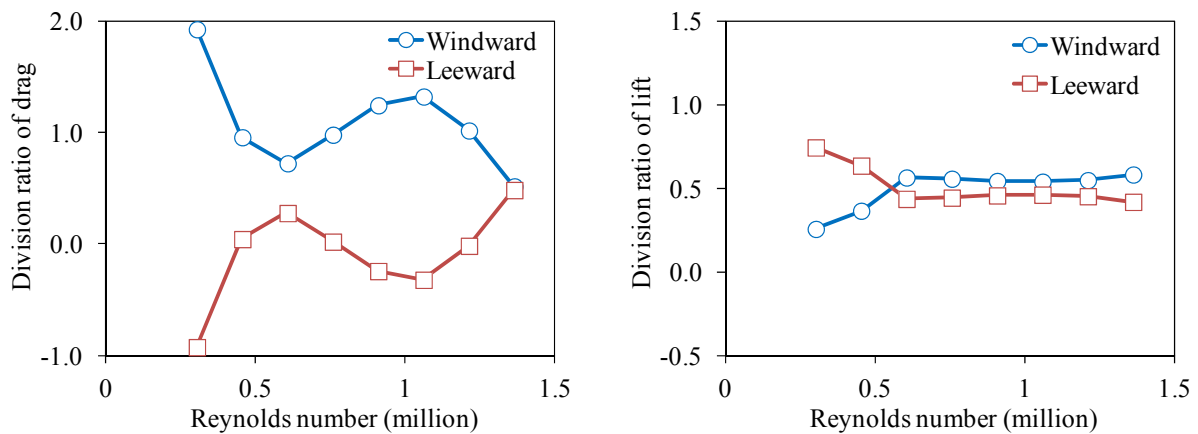 Division ratio of drag
2.0
1.0
0.0
-1.0
Windward
Leeward
0
0.5
1
1.5
Reynolds number (million)
Division ratio of lift
1.5
1.0
0.5
0.0
-0.5
Windward
Leeward
0
0.5
1
1.5
Reynolds number (million)